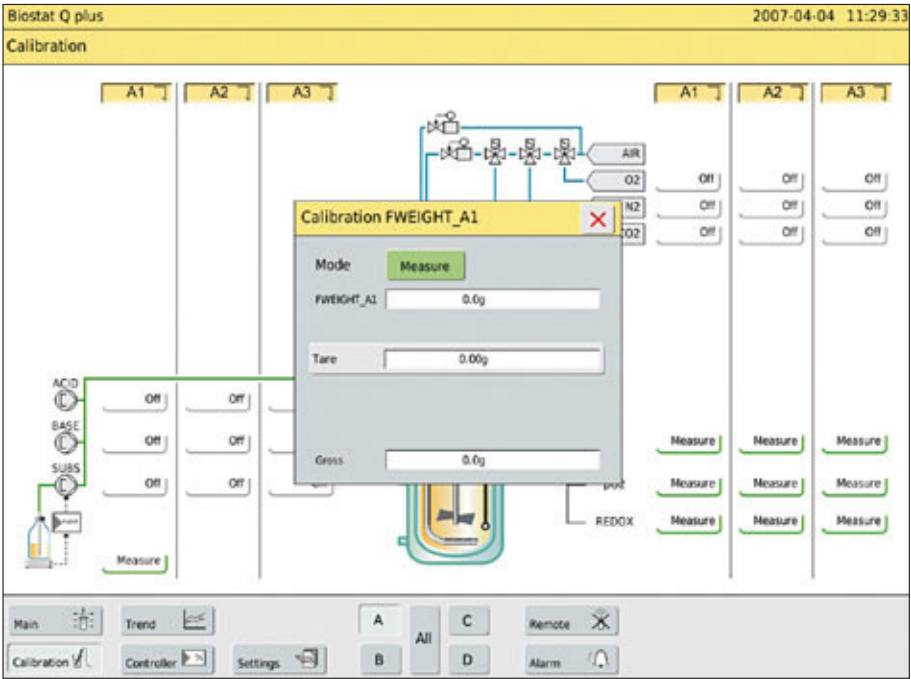 Biostat Q plus 2007-04-04 11:29:33
Calibration
A1 A2 A3 A1 A2 A3
AIR
O2 Off Off Off
N2 Off Off Off
CO2 Off Off Off
Calibration FWEIGHT_A1
Mode Measure
FWEIGHT_A1 0.0g
Tare 0.00g
Gross 0.0g
ACID Off Off
BASE Off Off Measure Measure Measure
SUBS Off Off Measure Measure Measure
REDOX Measure Measure Measure
Measure
Main Trend A All C Remote
Calibration Controller Settings B D Alarm